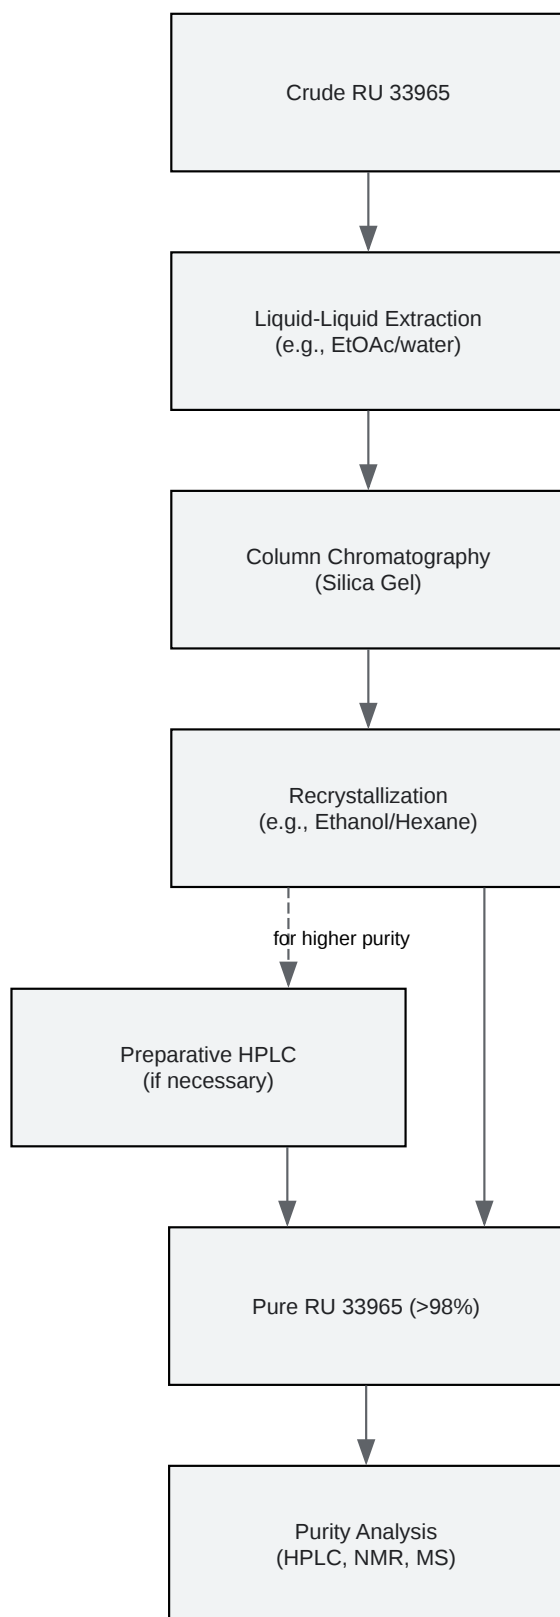 Crude RU 33965
Liquid-Liquid Extraction
(e.g., EtOAc/water)
Column Chromatography
(Silica Gel)
Recrystallization
(e.g., Ethanol/Hexane)
for higher purity
Preparative HPLC
(if necessary)
Pure RU 33965 (>98%)
Purity Analysis
(HPLC, NMR, MS)